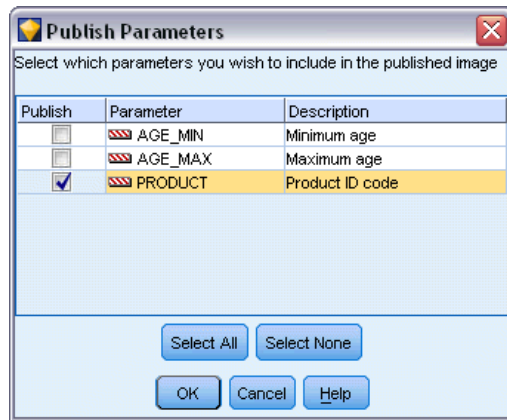 Publish Parameters
Select which parameters you wish to include in the published image
Publish Parameter Description
AGE_MIN Minimum age
AGE_MAX Maximum age
PRODUCT Product ID code
Select All Select None
OK Cancel Help